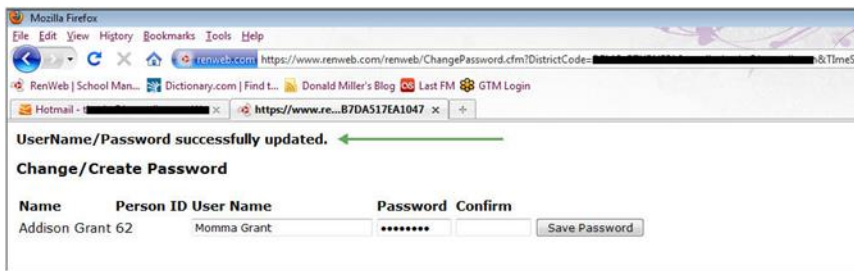 Mozilla Firefox
File Edit View History Bookmarks Tools Help
renweb.com https://www.renweb.com/renweb/ChangePassword.cfm?DistrictCode=
RenWeb | School Man... Dictionary.com | Find t... Donald Miller's Blog Last FM GTM Login
Hotmail - t https://www.re...B7DA517EA1047
UserName/Password successfully updated.
Change/Create Password
Name Person ID User Name Password Confirm
Addison Grant 62 Momma Grant •••••••• Save Password